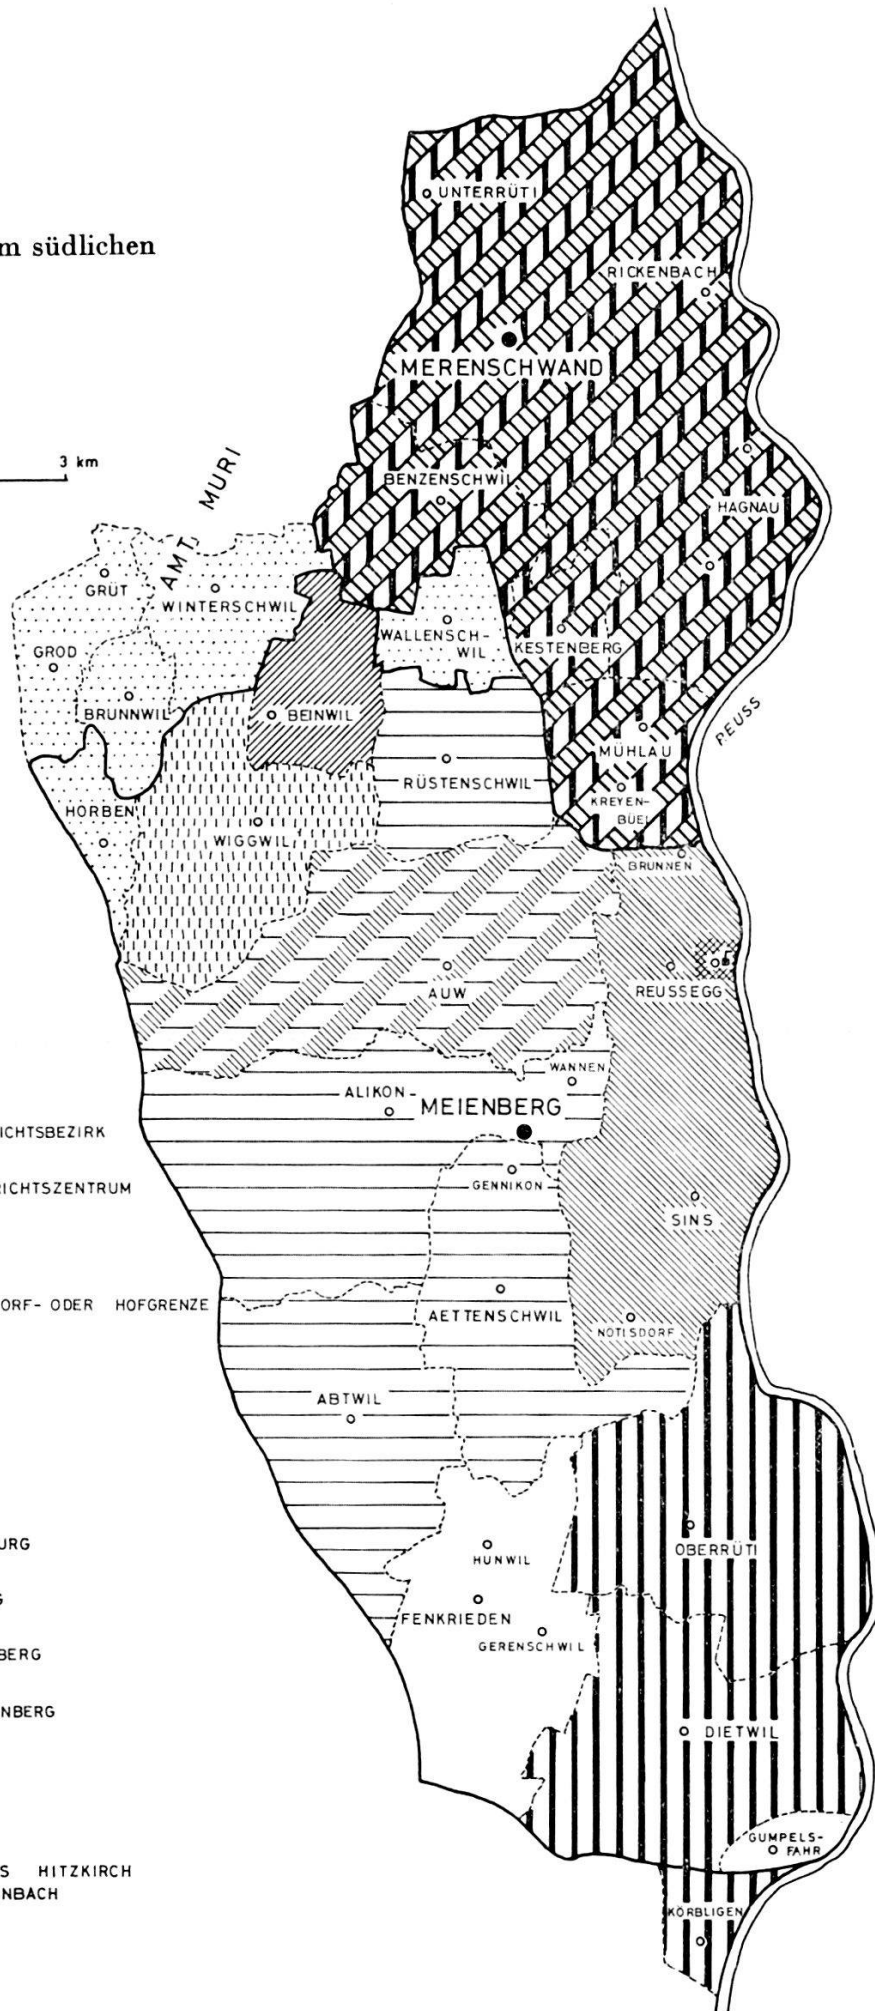 m südlichen
3 km
AMT MURI
UNTERRÜTI
RICKENBACH
MERENSCHWAND
BENZENSCHWIL
HAGNAU
GRÜT
WINTERSCHWIL
WALLENSCH-
WIL
KESTENBERG
GROD
BRUNNWIL
BEINWIL
REUSS
MÜHLAU
RÜSTENSCHWIL
KREYEN-
BÜEL
HORBEN
WIGGWIL
BRUNNEN
AUW
REUSSEGG
WANNEN
ALIKON
MEIENBERG
ICHTSBEZIRK
GENNIKON
RICHTSZENTRUM
SINS
ORF- ODER HOFGRENZE
AETTENSCHWIL
NOTISDORF
ABTWIL
URG
HUNWIL
OBERRÜTI
G
FENKRIEDEN
GERENSCHWIL
BERG
NBERG
DIETWIL
GUMPELS-
FAHR
S HITZKIRCH
NBACH
KÖRBLIGEN